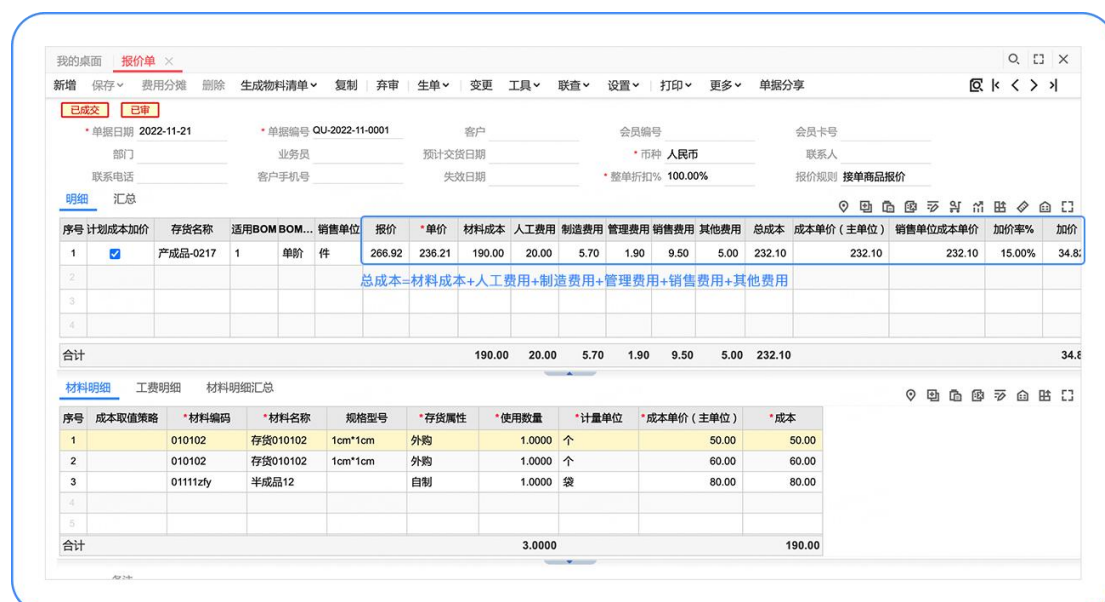 我的桌面 报价单 ×
新增 保存 费用分摊 删除 生成物料清单 复制 弃审 生单 变更 工具 联查 设置 打印 更多 单据分享
已成交 已审
* 单据日期 2022-11-21 * 单据编号 QU-2022-11-0001 客户 会员编号 会员卡号
部门 业务员 预计交货日期 * 币种 人民币 联系人
联系电话 客户手机号 失效日期 * 整单折扣% 100.00% 报价规则 接单商品报价
明细 汇总
序号 计划成本加价 存货名称 适用BOM BOM... 销售单位 报价 *单价 材料成本 人工费用 制造费用 管理费用 销售费用 其他费用 总成本 成本单价（主单位） 销售单位成本单价 加价率% 加价
1 产成品-0217 1 单阶 件 266.92 236.21 190.00 20.00 5.70 1.90 9.50 5.00 232.10 232.10 232.10 15.00% 34.82
2 总成本=材料成本+人工费用+制造费用+管理费用+销售费用+其他费用
3
4
合计 190.00 20.00 5.70 1.90 9.50 5.00 232.10 34.8
材料明细 工费明细 材料明细汇总
序号 成本取值策略 *材料编码 *材料名称 规格型号 *存货属性 *使用数量 *计量单位 *成本单价（主单位） *成本
1 010102 存货010102 1cm*1cm 外购 1.0000 个 50.00 50.00
2 010102 存货010102 1cm*1cm 外购 1.0000 个 60.00 60.00
3 01111zfy 半成品12 自制 1.0000 袋 80.00 80.00
4
5
合计 3.0000 190.00